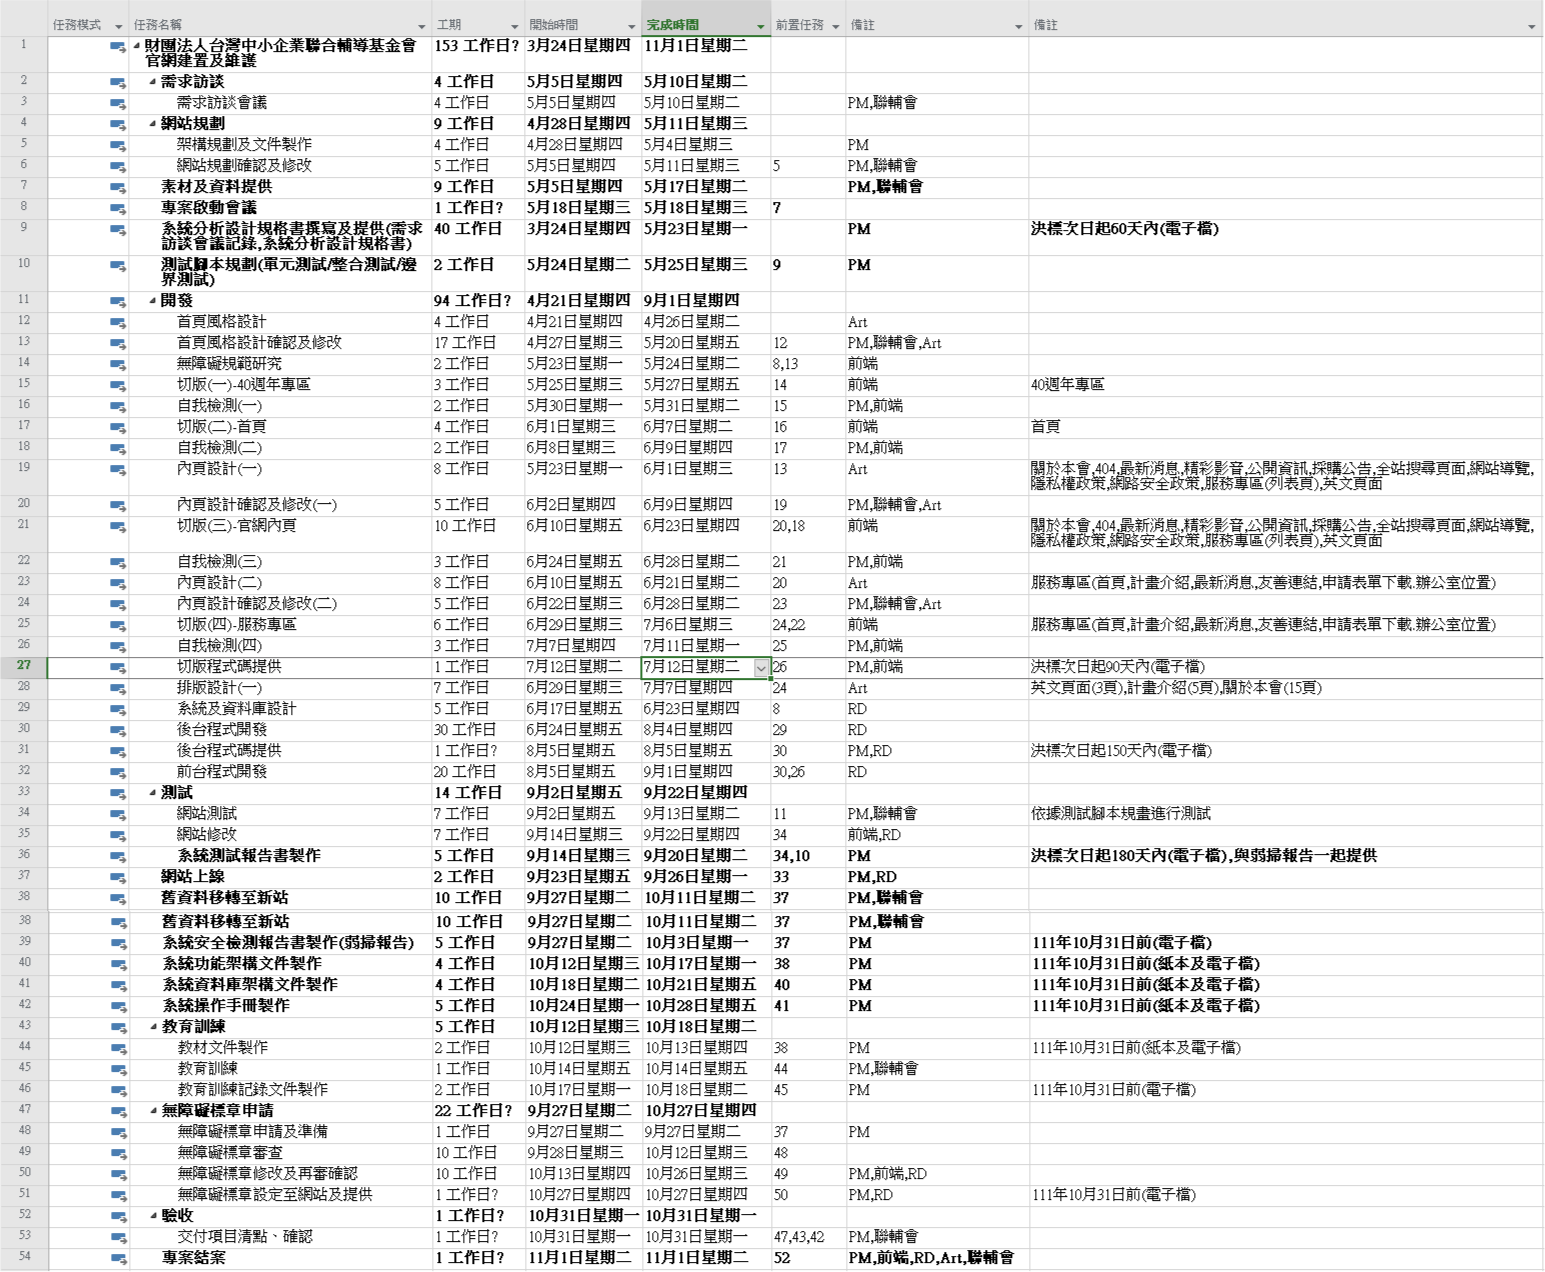 任務模式 任務名稱 工期 開始時間 完成時間 前置任務 備註 備註
1 財團法人台灣中小企業聯合輔導基金會 153 工作日? 3月24日星期四 11月1日星期二
官網建置及維護
2 需求訪談 4 工作日 5月5日星期四 5月10日星期二
3 需求訪談會議 4 工作日 5月5日星期四 5月10日星期二 PM,聯輔會
4 網站規劃 9 工作日 4月28日星期四 5月11日星期三
5 架構規劃及文件製作 4 工作日 4月28日星期四 5月4日星期三 PM
6 網站規劃確認及修改 5 工作日 5月5日星期四 5月11日星期三 5 PM,聯輔會
7 素材及資料提供 9 工作日 5月5日星期四 5月17日星期二 PM,聯輔會
8 專案啟動會議 1 工作日? 5月18日星期三 5月18日星期三 7
9 系統分析設計規格書撰寫及提供(需求 40 工作日 3月24日星期四 5月23日星期一 PM 決標次日起60天內(電子檔)
訪談會議記錄,系統分析設計規格書)
10 測試腳本規劃(單元測試/整合測試/邊 2 工作日 5月24日星期二 5月25日星期三 9 PM
界測試)
11 開發 94 工作日? 4月21日星期四 9月1日星期四
12 首頁風格設計 4 工作日 4月21日星期四 4月26日星期二 Art
13 首頁風格設計確認及修改 17 工作日 4月27日星期三 5月20日星期五 12 PM,聯輔會,Art
14 無障礙規範研究 2 工作日 5月23日星期一 5月24日星期二 8,13 前端
15 切版(一)-40週年專區 3 工作日 5月25日星期三 5月27日星期五 14 前端 40週年專區
16 自我檢測(一) 2 工作日 5月30日星期一 5月31日星期二 15 PM,前端
17 切版(二)-首頁 4 工作日 6月1日星期三 6月7日星期二 16 前端 首頁
18 自我檢測(二) 2 工作日 6月8日星期三 6月9日星期四 17 PM,前端
19 內頁設計(一) 8 工作日 5月23日星期一 6月1日星期三 13 Art 關於本會,404,最新消息,精彩影音,公開資訊,採購公告,全站搜尋頁面,網站導覽,
隱私權政策,網路安全政策,服務專區(列表頁),英文頁面
20 內頁設計確認及修改(一) 5 工作日 6月2日星期四 6月9日星期四 19 PM,聯輔會,Art
21 切版(三)-官網內頁 10 工作日 6月10日星期五 6月23日星期四 20,18 前端 關於本會,404,最新消息,精彩影音,公開資訊,採購公告,全站搜尋頁面,網站導覽,
隱私權政策,網路安全政策,服務專區(列表頁),英文頁面
22 自我檢測(三) 3 工作日 6月24日星期五 6月28日星期二 21 PM,前端
23 內頁設計(二) 8 工作日 6月10日星期五 6月21日星期二 20 Art 服務專區(首頁,計畫介紹,最新消息,友善連結,申請表單下載.辦公室位置)
24 內頁設計確認及修改(二) 5 工作日 6月22日星期三 6月28日星期二 23 PM,聯輔會,Art
25 切版(四)-服務專區 6 工作日 6月29日星期三 7月6日星期三 24,22 前端 服務專區(首頁,計畫介紹,最新消息,友善連結,申請表單下載.辦公室位置)
26 自我檢測(四) 3 工作日 7月7日星期四 7月11日星期一 25 PM,前端
27 切版程式碼提供 1 工作日 7月12日星期二 7月12日星期二 26 PM,前端 決標次日起90天內(電子檔)
28 排版設計(一) 7 工作日 6月29日星期三 7月7日星期四 24 Art 英文頁面(3頁),計畫介紹(5頁),關於本會(15頁)
29 系統及資料庫設計 5 工作日 6月17日星期五 6月23日星期四 8 RD
30 後台程式開發 30 工作日 6月24日星期五 8月4日星期四 29 RD
31 後台程式碼提供 1 工作日? 8月5日星期五 8月5日星期五 30 PM,RD 決標次日起150天內(電子檔)
32 前台程式開發 20 工作日 8月5日星期五 9月1日星期四 30,26 RD
33 測試 14 工作日 9月2日星期五 9月22日星期四
34 網站測試 7 工作日 9月2日星期五 9月13日星期二 11 PM,聯輔會 依據測試腳本規畫進行測試
35 網站修改 7 工作日 9月14日星期三 9月22日星期四 34 前端,RD
36 系統測試報告書製作 5 工作日 9月14日星期三 9月20日星期二 34,10 PM 決標次日起180天內(電子檔),與弱掃報告一起提供
37 網站上線 2 工作日 9月23日星期五 9月26日星期一 33 PM,RD
38 舊資料移轉至新站 10 工作日 9月27日星期二 10月11日星期二 37 PM,聯輔會
38 舊資料移轉至新站 10 工作日 9月27日星期二 10月11日星期二 37 PM,聯輔會
39 系統安全檢測報告書製作(弱掃報告) 5 工作日 9月27日星期二 10月3日星期一 37 PM 111年10月31日前(電子檔)
40 系統功能架構文件製作 4 工作日 10月12日星期三 10月17日星期一 38 PM 111年10月31日前(紙本及電子檔)
41 系統資料庫架構文件製作 4 工作日 10月18日星期二 10月21日星期五 40 PM 111年10月31日前(紙本及電子檔)
42 系統操作手冊製作 5 工作日 10月24日星期一 10月28日星期五 41 PM 111年10月31日前(紙本及電子檔)
43 教育訓練 5 工作日 10月12日星期三 10月18日星期二
44 教材文件製作 2 工作日 10月12日星期三 10月13日星期四 38 PM 111年10月31日前(紙本及電子檔)
45 教育訓練 1 工作日 10月14日星期五 10月14日星期五 44 PM,聯輔會
46 教育訓練記錄文件製作 2 工作日 10月17日星期一 10月18日星期二 45 PM 111年10月31日前(電子檔)
47 無障礙標章申請 22 工作日? 9月27日星期二 10月27日星期四
48 無障礙標章申請及準備 1 工作日 9月27日星期二 9月27日星期二 37 PM
49 無障礙標章審查 10 工作日 9月28日星期三 10月12日星期三 48
50 無障礙標章修改及再審確認 10 工作日 10月13日星期四 10月26日星期三 49 PM,前端,RD
51 無障礙標章設定至網站及提供 1 工作日? 10月27日星期四 10月27日星期四 50 PM,RD 111年10月31日前(電子檔)
52 驗收 1 工作日? 10月31日星期一 10月31日星期一
53 交付項目清點、確認 1 工作日? 10月31日星期一 10月31日星期一 47,43,42 PM,聯輔會
54 專案結案 1 工作日? 11月1日星期二 11月1日星期二 52 PM,前端,RD,Art,聯輔會